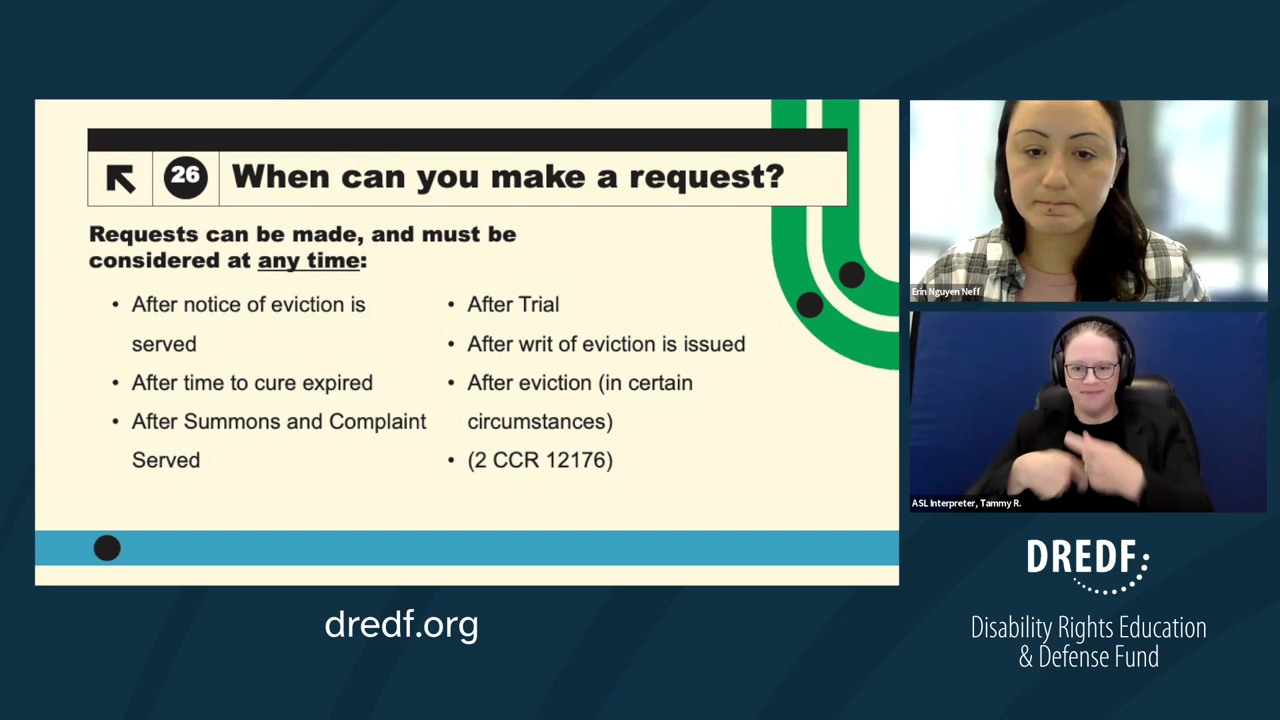 26
When can you make a request?
Requests can be made, and must be
considered at any time:
• After notice of eviction is
served
• After time to cure expired
• After Summons and Complaint
Served
• After Trial
• After writ of eviction is issued
• After eviction (in certain
circumstances)
• (2 CCR 12176)
Erin Nguyen Neff
ASL Interpreter, Tammy R.
DREDF
Disability Rights Education
& Defense Fund
dredf.org